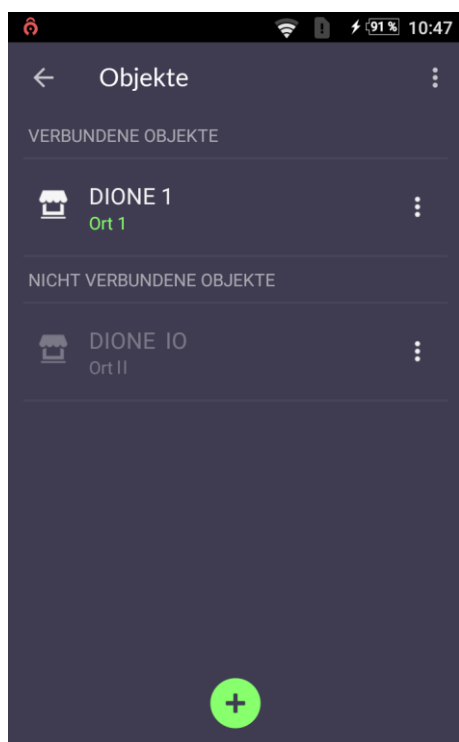 91% 10:47
Objekte
VERBUNDENE OBJEKTE
DIONE 1
Ort 1
NICHT VERBUNDENE OBJEKTE
DIONE IO
Ort II